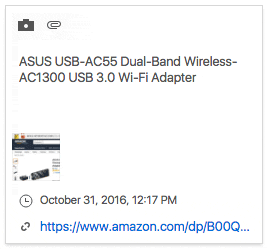 ASUS USB-AC55 Dual-Band Wireless-
AC1300 USB 3.0 Wi-Fi Adapter
October 31, 2016, 12:17 PM
https://www.amazon.com/dp/B00Q...